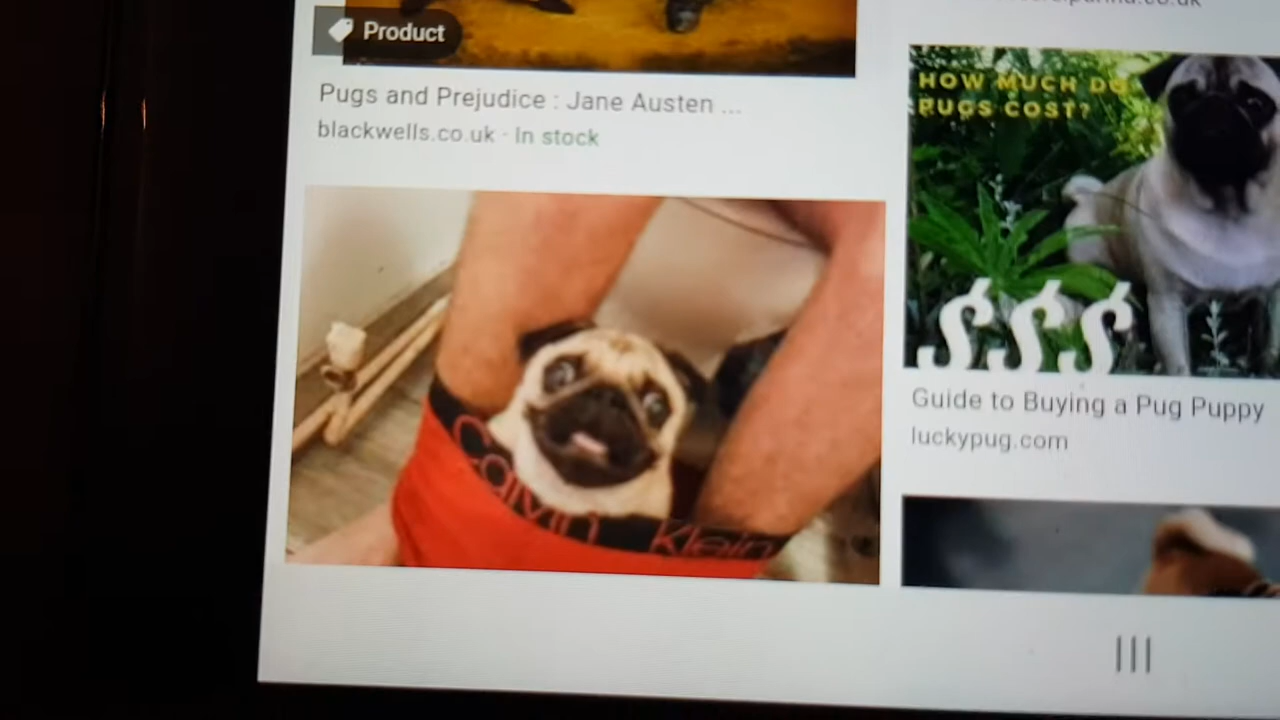 Product
Pugs and Prejudice : Jane Austen ...
blackwells.co.uk · In stock
HOW MUCH DO
PUGS COST?
$$$
Guide to Buying a Pug Puppy
luckypug.com
Calvin Klein